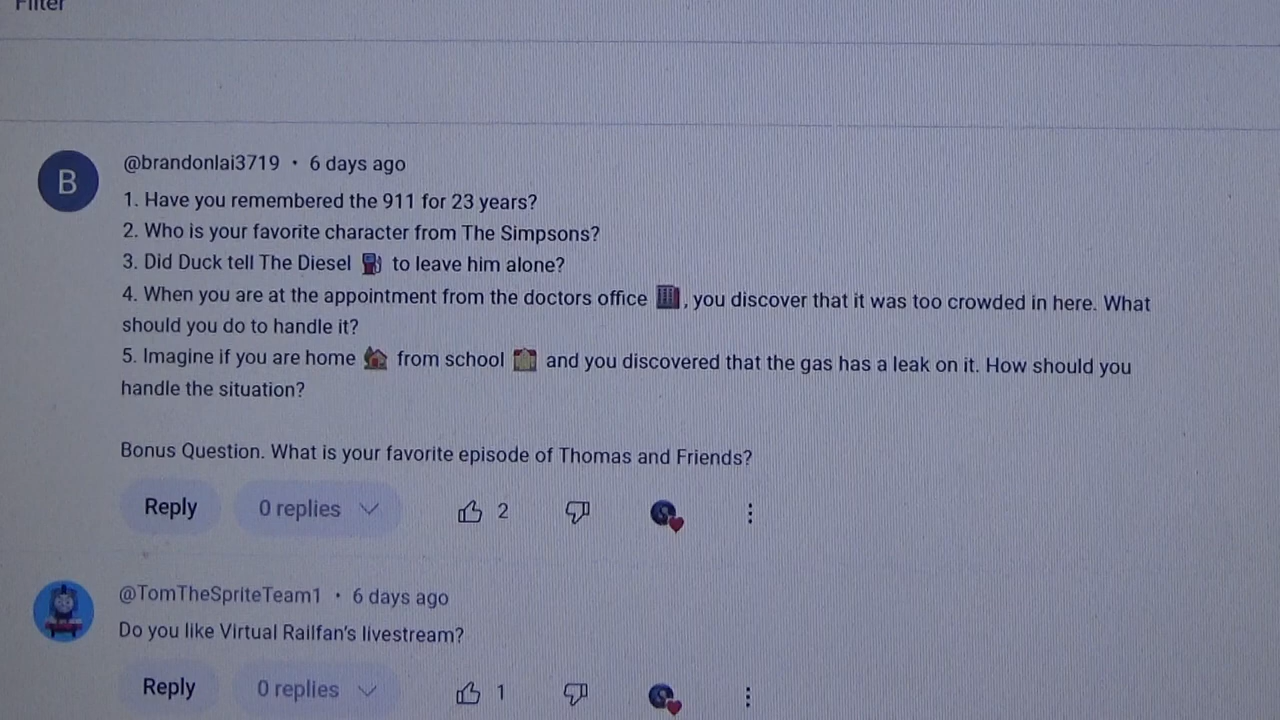 Filter
B
@brandonlai3719 • 6 days ago
1. Have you remembered the 911 for 23 years?
2. Who is your favorite character from The Simpsons?
3. Did Duck tell The Diesel ⛽ to leave him alone?
4. When you are at the appointment from the doctors office 🏢, you discover that it was too crowded in here. What
should you do to handle it?
5. Imagine if you are home 🏠 from school 🏫 and you discovered that the gas has a leak on it. How should you
handle the situation?
Bonus Question. What is your favorite episode of Thomas and Friends?
Reply 0 replies 2
@TomTheSpriteTeam1 • 6 days ago
Do you like Virtual Railfan's livestream?
Reply 0 replies 1